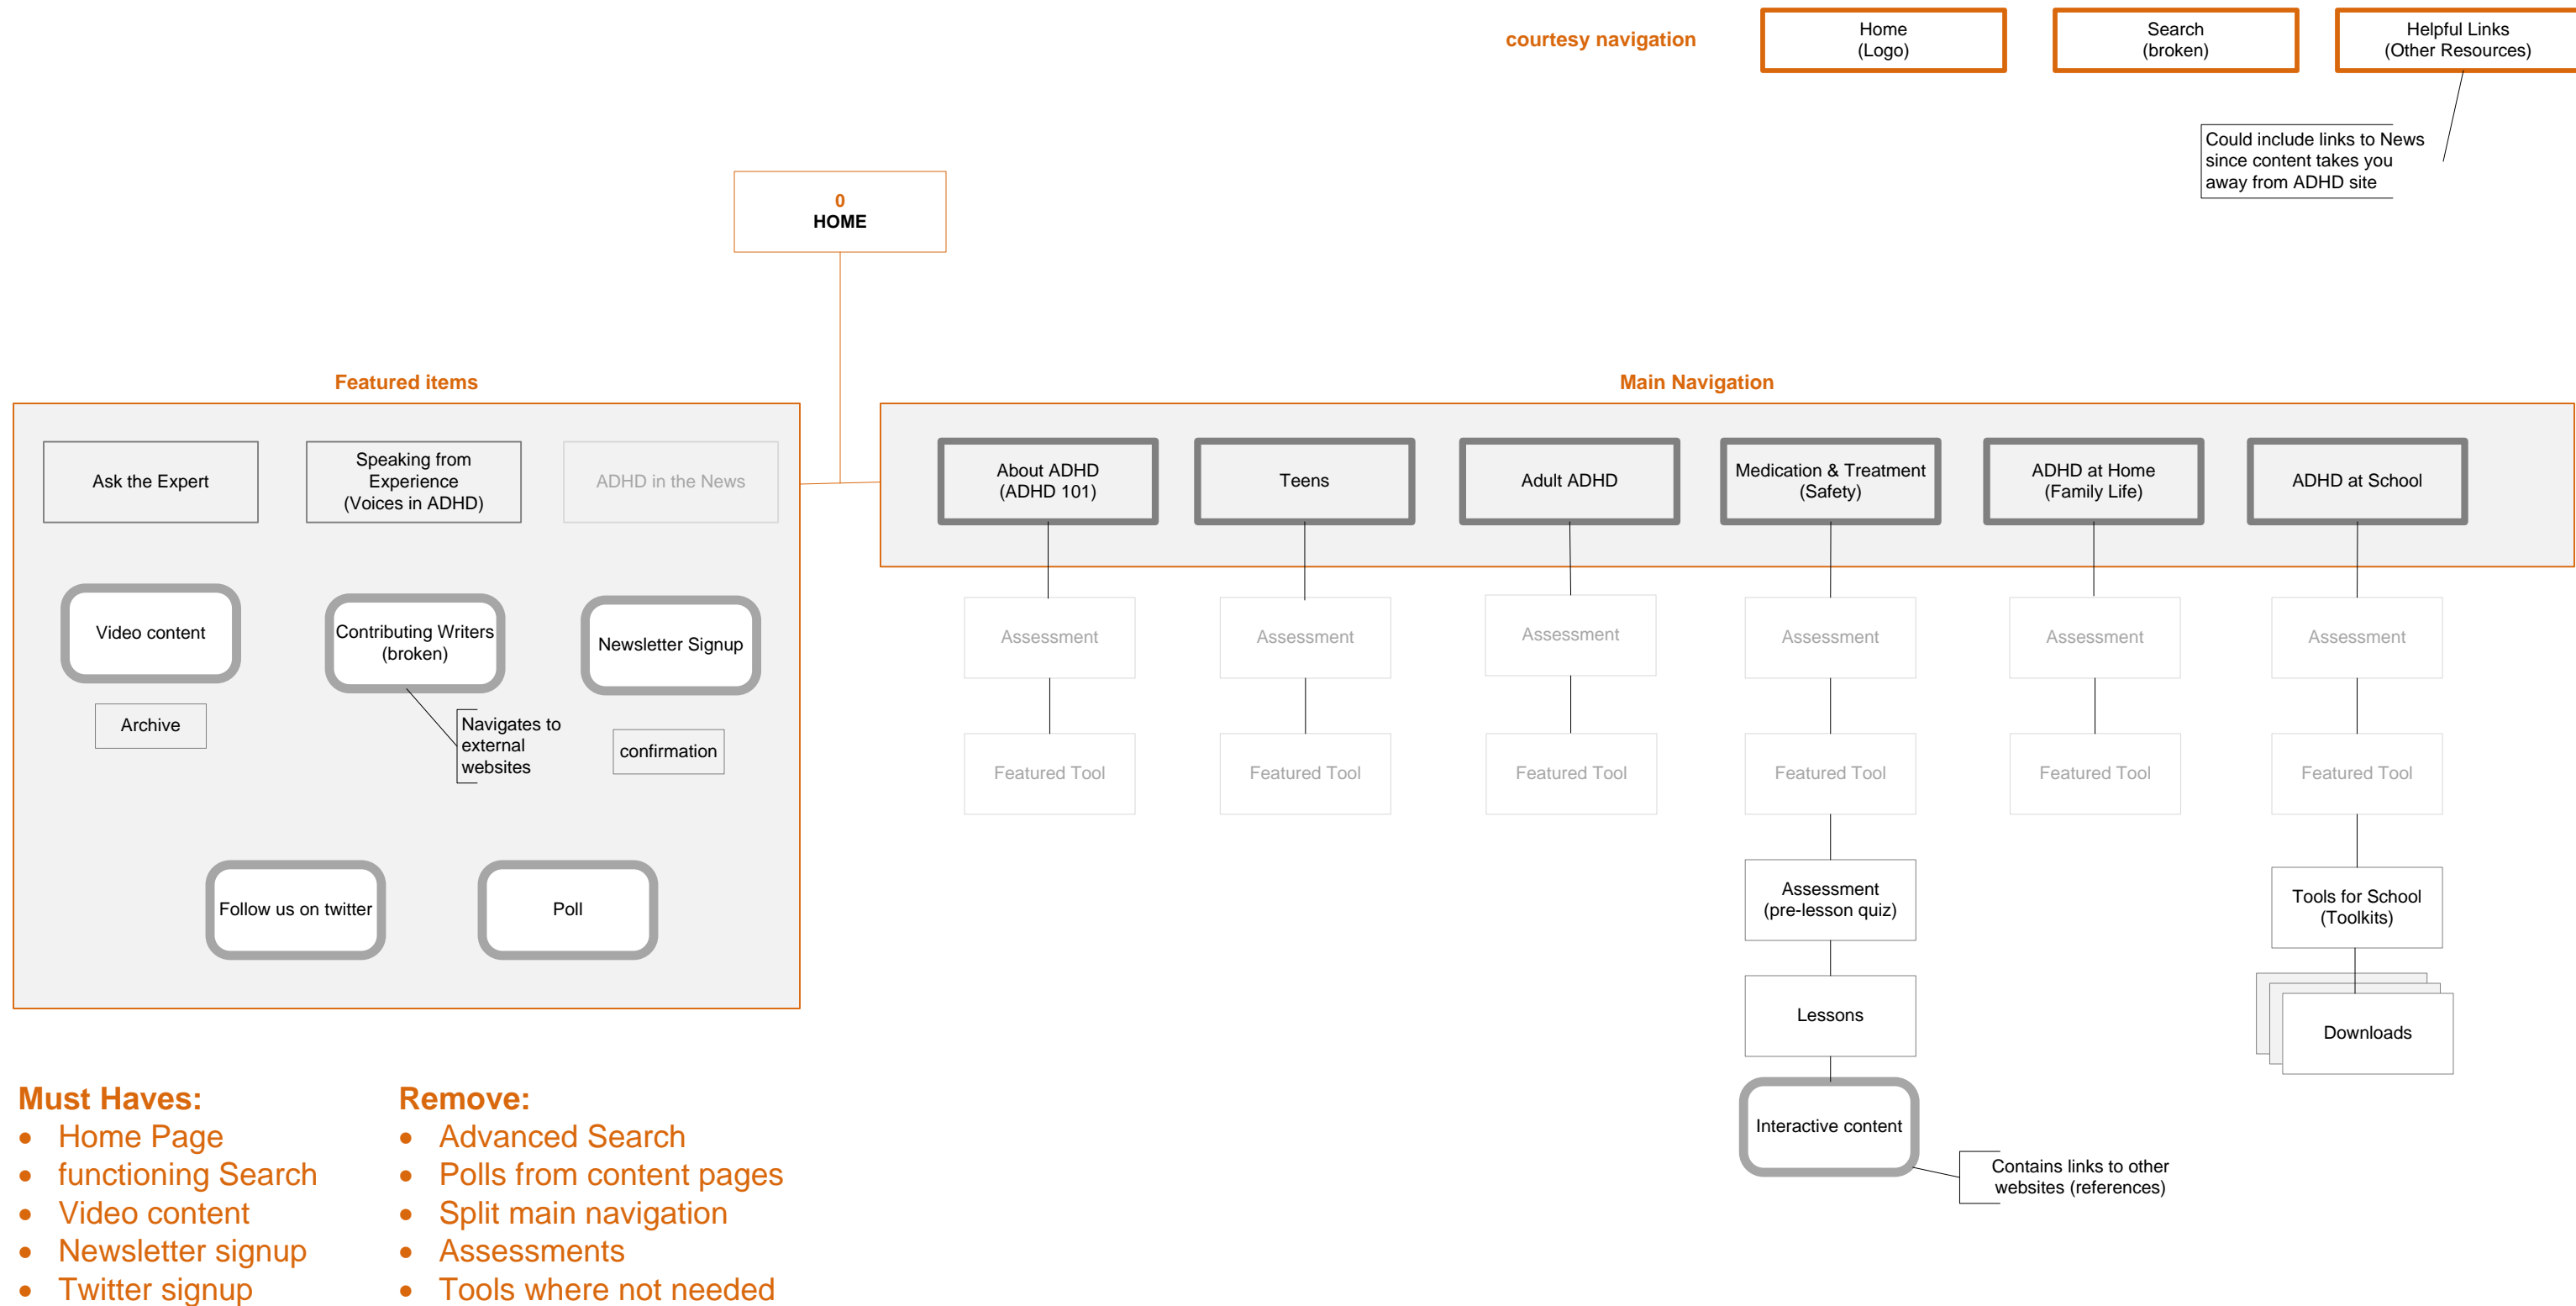 courtesy navigation
Home
(Logo)
Search
(broken)
Helpful Links
(Other Resources)
Could include links to News
since content takes you
away from ADHD site
0
HOME
Featured items
Main Navigation
Ask the Expert
Speaking from
Experience
(Voices in ADHD)
ADHD in the News
About ADHD
(ADHD 101)
Teens
Adult ADHD
Medication & Treatment
(Safety)
ADHD at Home
(Family Life)
ADHD at School
Video content
Contributing Writers
(broken)
Newsletter Signup
Assessment
Assessment
Assessment
Assessment
Assessment
Assessment
Archive
Navigates to
external
websites
confirmation
Featured Tool
Featured Tool
Featured Tool
Featured Tool
Featured Tool
Featured Tool
Follow us on twitter
Poll
Assessment
(pre-lesson quiz)
Tools for School
(Toolkits)
Lessons
Downloads
Interactive content
Contains links to other
websites (references)
Must Haves:
• Home Page
• functioning Search
• Video content
• Newsletter signup
• Twitter signup
Remove:
• Advanced Search
• Polls from content pages
• Split main navigation
• Assessments
• Tools where not needed